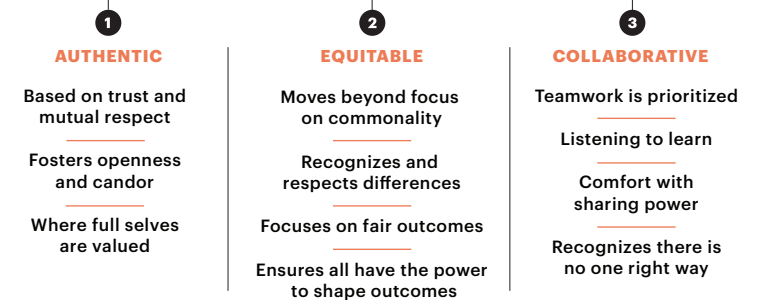 1
AUTHENTIC
Based on trust and
mutual respect
Fosters openness
and candor
Where full selves
are valued
2
EQUITABLE
Moves beyond focus
on commonality
Recognizes and
respects differences
Focuses on fair outcomes
Ensures all have the power
to shape outcomes
3
COLLABORATIVE
Teamwork is prioritized
Listening to learn
Comfort with
sharing power
Recognizes there is
no one right way